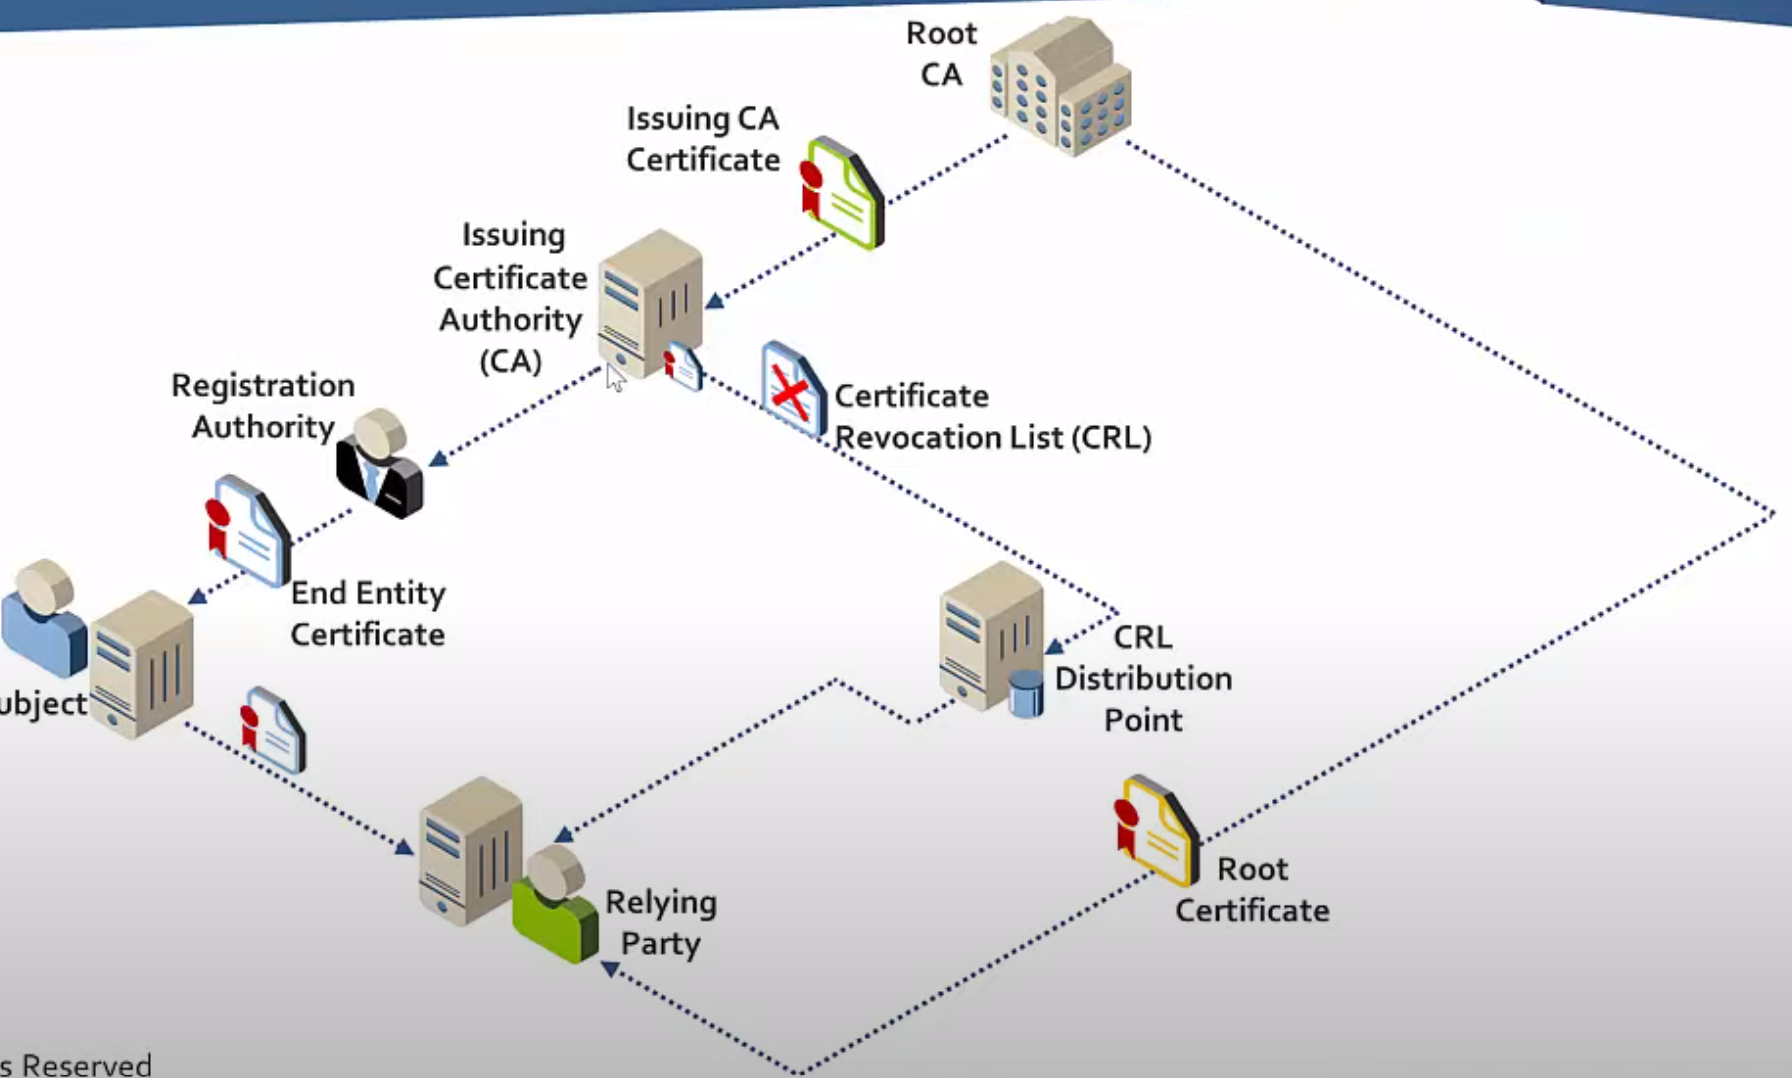 Root
CA
Issuing CA
Certificate
Issuing
Certificate
Authority
(CA)
Registration
Authority
Certificate
Revocation List (CRL)
End Entity
Certificate
CRL
Distribution
Point
ubject
Root
Certificate
Relying
Party
s Reserved